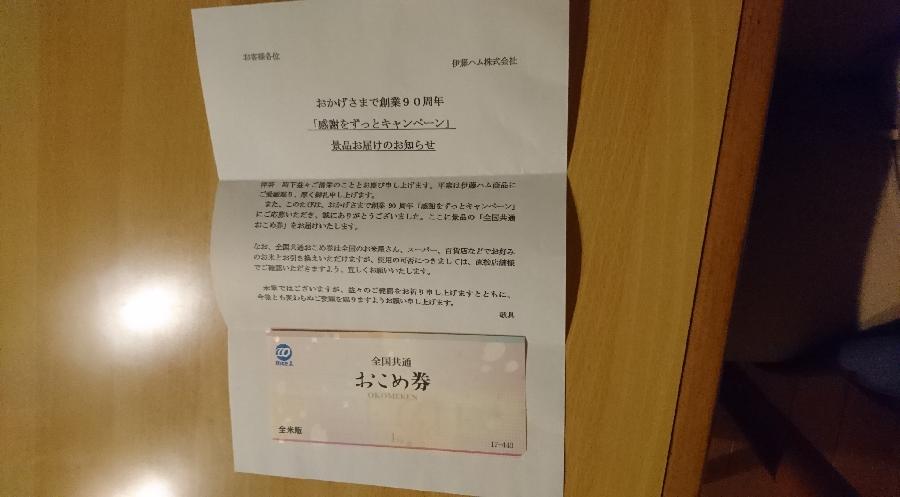 お客様各位
伊藤ハム株式会社
おかげさまで創業９０周年
「感謝をずっとキャンペーン」
景品お届けのお知らせ
拝啓　時下益々ご清栄のこととお慶び申し上げます。平素は伊藤ハム商品に
ご愛顧賜り、厚く御礼申し上げます。
また、このたびは、おかげさまで創業 90 周年「感謝をずっとキャンペーン」
にご応募いただき、誠にありがとうございました。ここに景品の「全国共通
おこめ券」をお届けいたします。
なお、全国共通おこめ券は全国のお米屋さん、スーパー、百貨店などでお好み
のお米とお引き換えいただけますが、使用の可否につきましては、直接店舗様
でご確認いただきますよう、宜しくお願いいたします。
末筆ではございますが、益々のご健勝をお祈り申し上げますとともに、
今後とも変わらぬご愛顧を賜りますようお願い申し上げます。
敬具
全国共通
おこめ券
OKOMEKEN
全米販
17-443